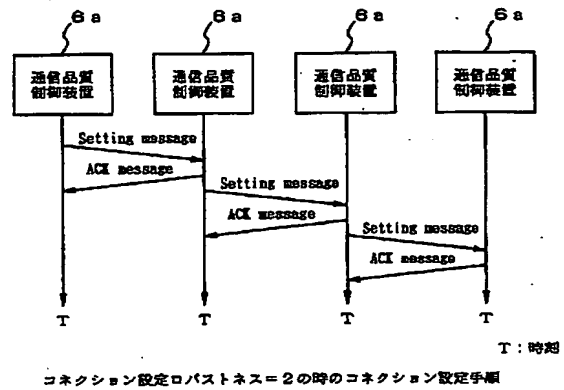 6a 6a 6a 6a
通信品質 通信品質 通信品質 通信品質
制御装置 制御装置 制御装置 制御装置
Setting message
ACK message
Setting message
ACK message
Setting message
ACK message
T T T T
T:時刻
コネクション設定ロバストネス=2の時のコネクション設定手順